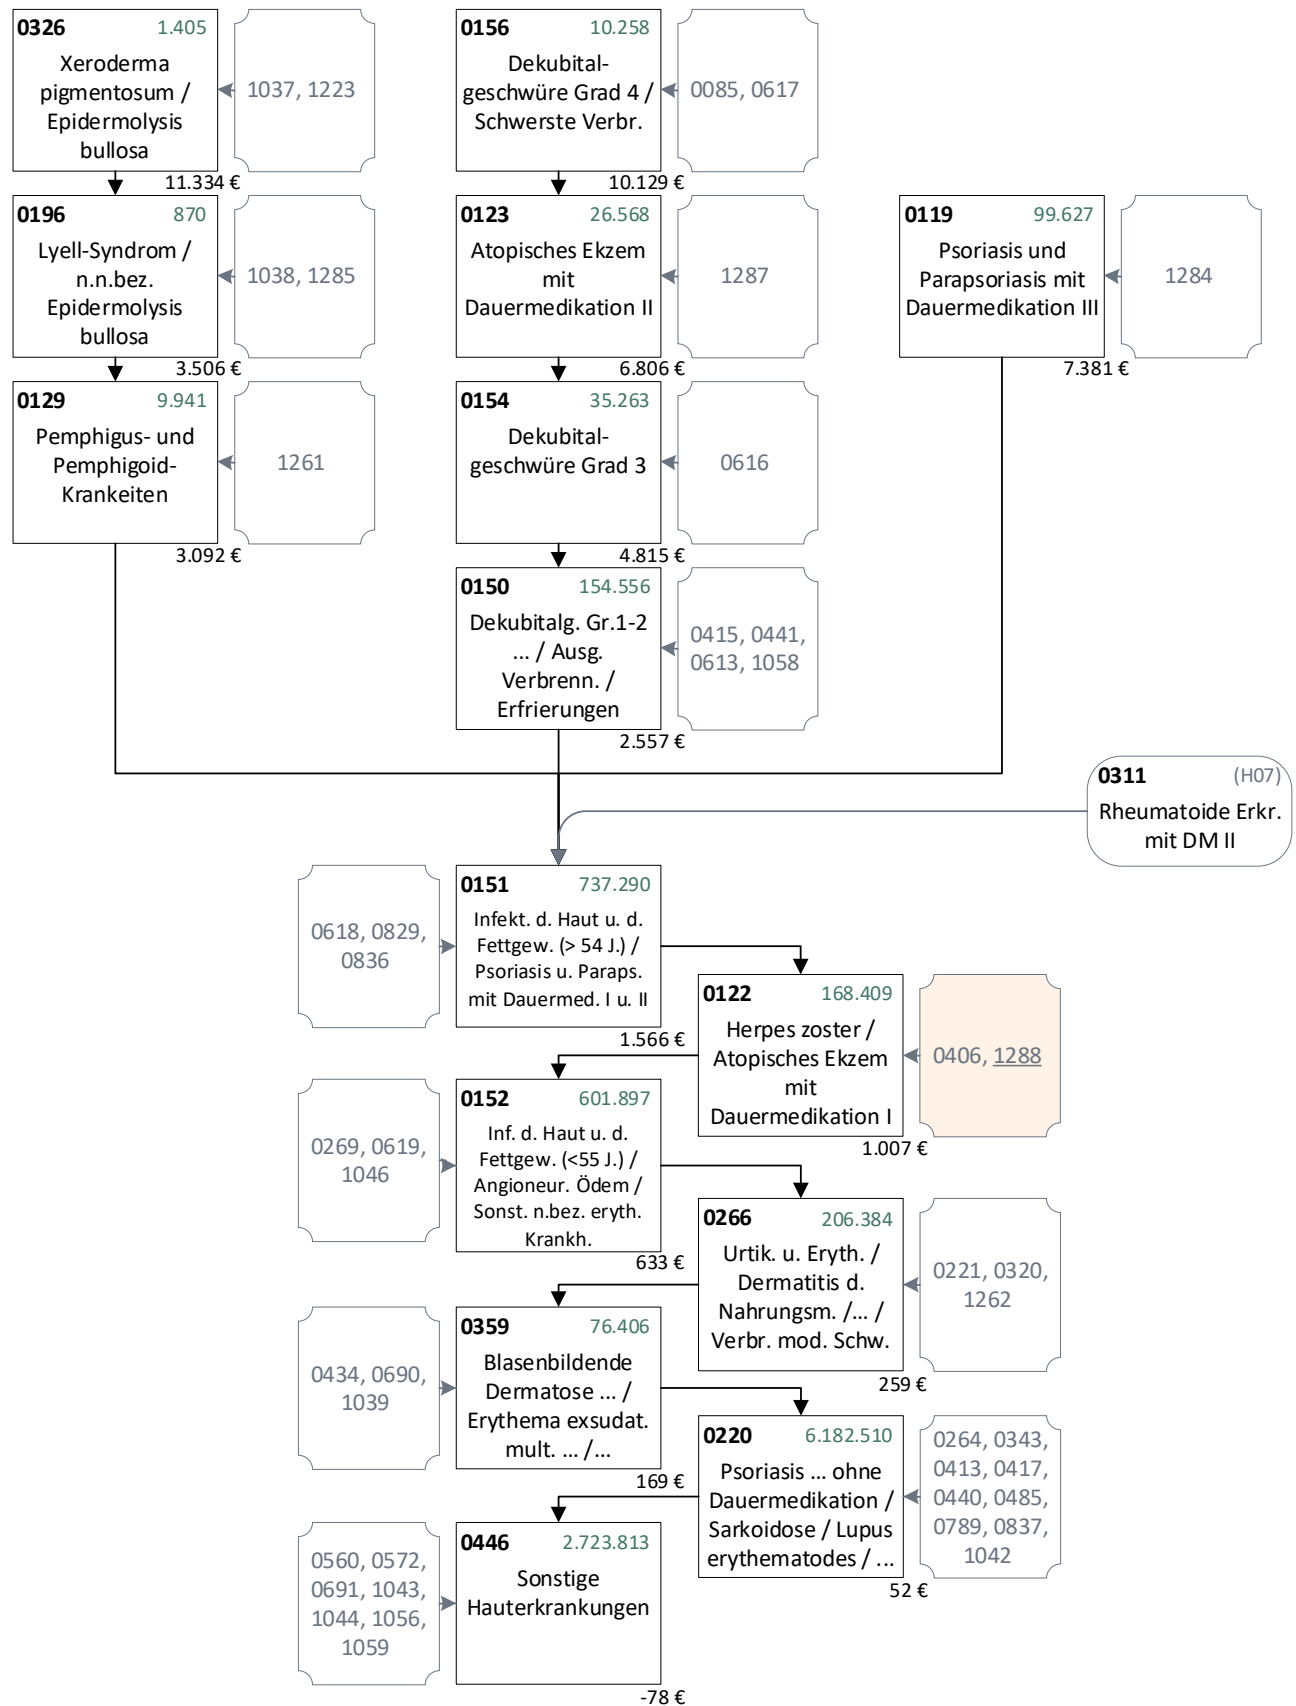 0326 1.405
Xeroderma
pigmentosum /
Epidermolysis
bullosa
1037, 1223
11.334 €
0156 10.258
Dekubital-
geschwüre Grad 4 /
Schwerste Verbr.
0085, 0617
10.129 €
0196 870
Lyell-Syndrom /
n.n.bez.
Epidermolysis
bullosa
1038, 1285
3.506 €
0123 26.568
Atopisches Ekzem
mit
Dauermedikation II
1287
6.806 €
0119 99.627
Psoriasis und
Parapsoriasis mit
Dauermedikation III
1284
7.381 €
0129 9.941
Pemphigus- und
Pemphigoid-
Krankeiten
1261
3.092 €
0154 35.263
Dekubital-
geschwüre Grad 3
0616
4.815 €
0150 154.556
Dekubitalg. Gr.1-2
... / Ausg.
Verbrenn. /
Erfrierungen
0415, 0441,
0613, 1058
2.557 €
0311 (H07)
Rheumatoide Erkr.
mit DM II
0618, 0829,
0836
0151 737.290
Infekt. d. Haut u. d.
Fettgew. (> 54 J.) /
Psoriasis u. Paraps.
mit Dauermed. I u. II
1.566 €
0122 168.409
Herpes zoster /
Atopisches Ekzem
mit
Dauermedikation I
0406, 1288
1.007 €
0269, 0619,
1046
0152 601.897
Inf. d. Haut u. d.
Fettgew. (<55 J.) /
Angioneur. Ödem /
Sonst. n.bez. eryth.
Krankh.
633 €
0266 206.384
Urtik. u. Eryth. /
Dermatitis d.
Nahrungsm. /... /
Verbr. mod. Schw.
0221, 0320,
1262
259 €
0434, 0690,
1039
0359 76.406
Blasenbildende
Dermatose ... /
Erythema exsudat.
mult. ... /...
169 €
0220 6.182.510
Psoriasis ... ohne
Dauermedikation /
Sarkoidose / Lupus
erythematodes / ...
0264, 0343,
0413, 0417,
0440, 0485,
0789, 0837,
1042
52 €
0560, 0572,
0691, 1043,
1044, 1056,
1059
0446 2.723.813
Sonstige
Hauterkrankungen
-78 €